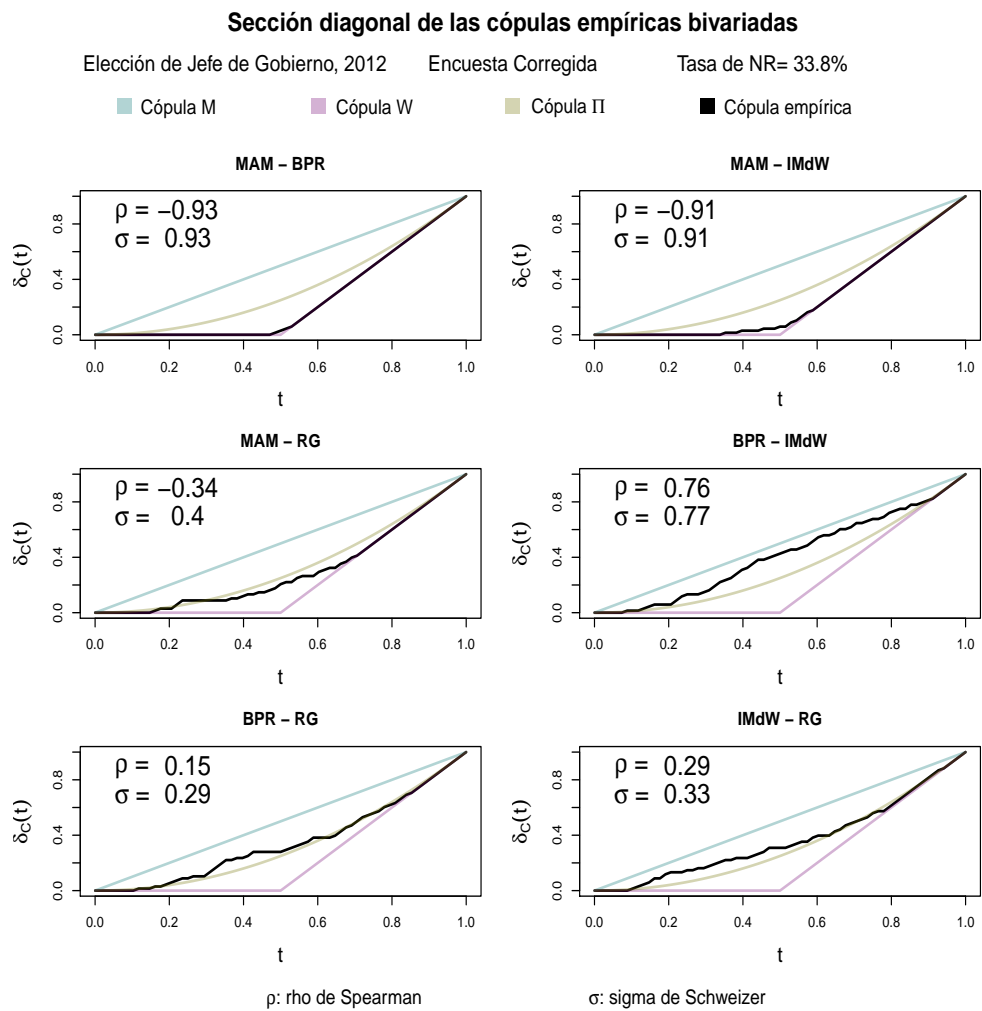 Sección diagonal de las cópulas empíricas bivariadas
Elección de Jefe de Gobierno, 2012 Encuesta Corregida Tasa de NR= 33.8%
Cópula M Cópula W Cópula Π Cópula empírica
MAM − BPR
ρ = −0.93
σ = 0.93
δC(t)
0.0 0.4 0.8
0.0 0.2 0.4 0.6 0.8 1.0
t
MAM − IMdW
ρ = −0.91
σ = 0.91
δC(t)
0.0 0.4 0.8
0.0 0.2 0.4 0.6 0.8 1.0
t
MAM − RG
ρ = −0.34
σ = 0.4
δC(t)
0.0 0.4 0.8
0.0 0.2 0.4 0.6 0.8 1.0
t
BPR − IMdW
ρ = 0.76
σ = 0.77
δC(t)
0.0 0.4 0.8
0.0 0.2 0.4 0.6 0.8 1.0
t
BPR − RG
ρ = 0.15
σ = 0.29
δC(t)
0.0 0.4 0.8
0.0 0.2 0.4 0.6 0.8 1.0
t
IMdW − RG
ρ = 0.29
σ = 0.33
δC(t)
0.0 0.4 0.8
0.0 0.2 0.4 0.6 0.8 1.0
t
ρ: rho de Spearman σ: sigma de Schweizer